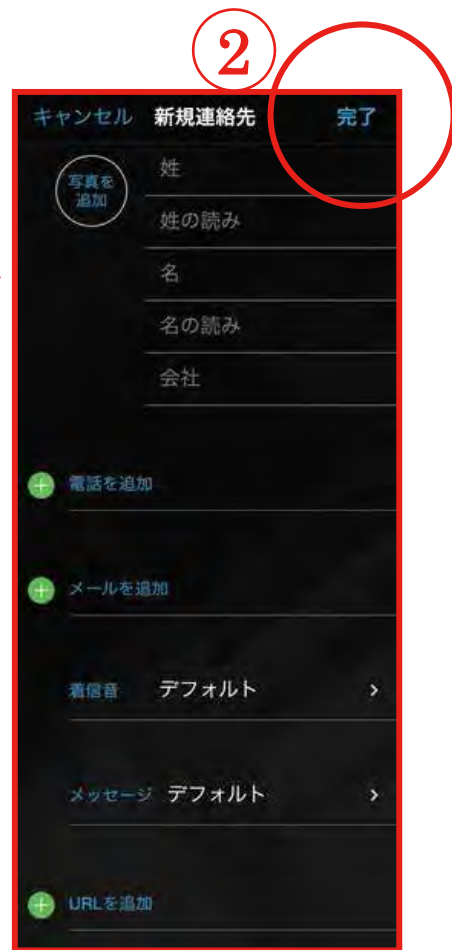 ②
キャンセル 新規連絡先 完了
写真を
追加
姓
姓の読み
名
名の読み
会社
電話を追加
メールを追加
着信音 デフォルト
メッセージ デフォルト
URLを追加